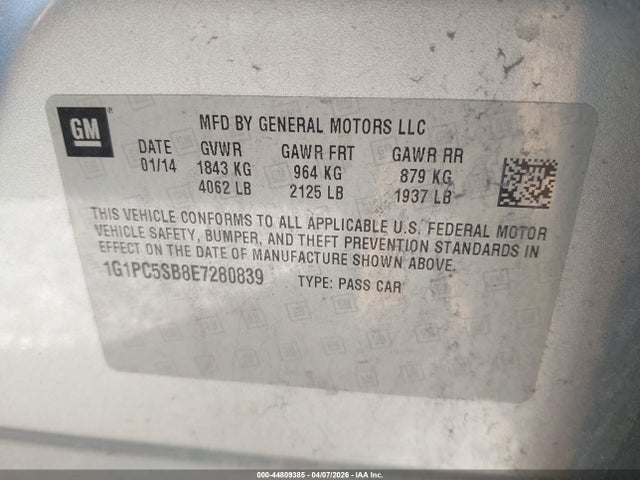 GM
MFD BY GENERAL MOTORS LLC
DATE GVWR GAWR FRT GAWR RR
01/14 1843 KG 964 KG 879 KG
4062 LB 2125 LB 1937 LB
THIS VEHICLE CONFORMS TO ALL APPLICABLE U.S. FEDERAL MOTOR
VEHICLE SAFETY, BUMPER, AND THEFT PREVENTION STANDARDS IN
EFFECT ON THE DATE OF MANUFACTURE SHOWN ABOVE.
1G1PC5SB8E7280839 TYPE: PASS CAR
000-44809385 - 04/07/2026 - IAA Inc.